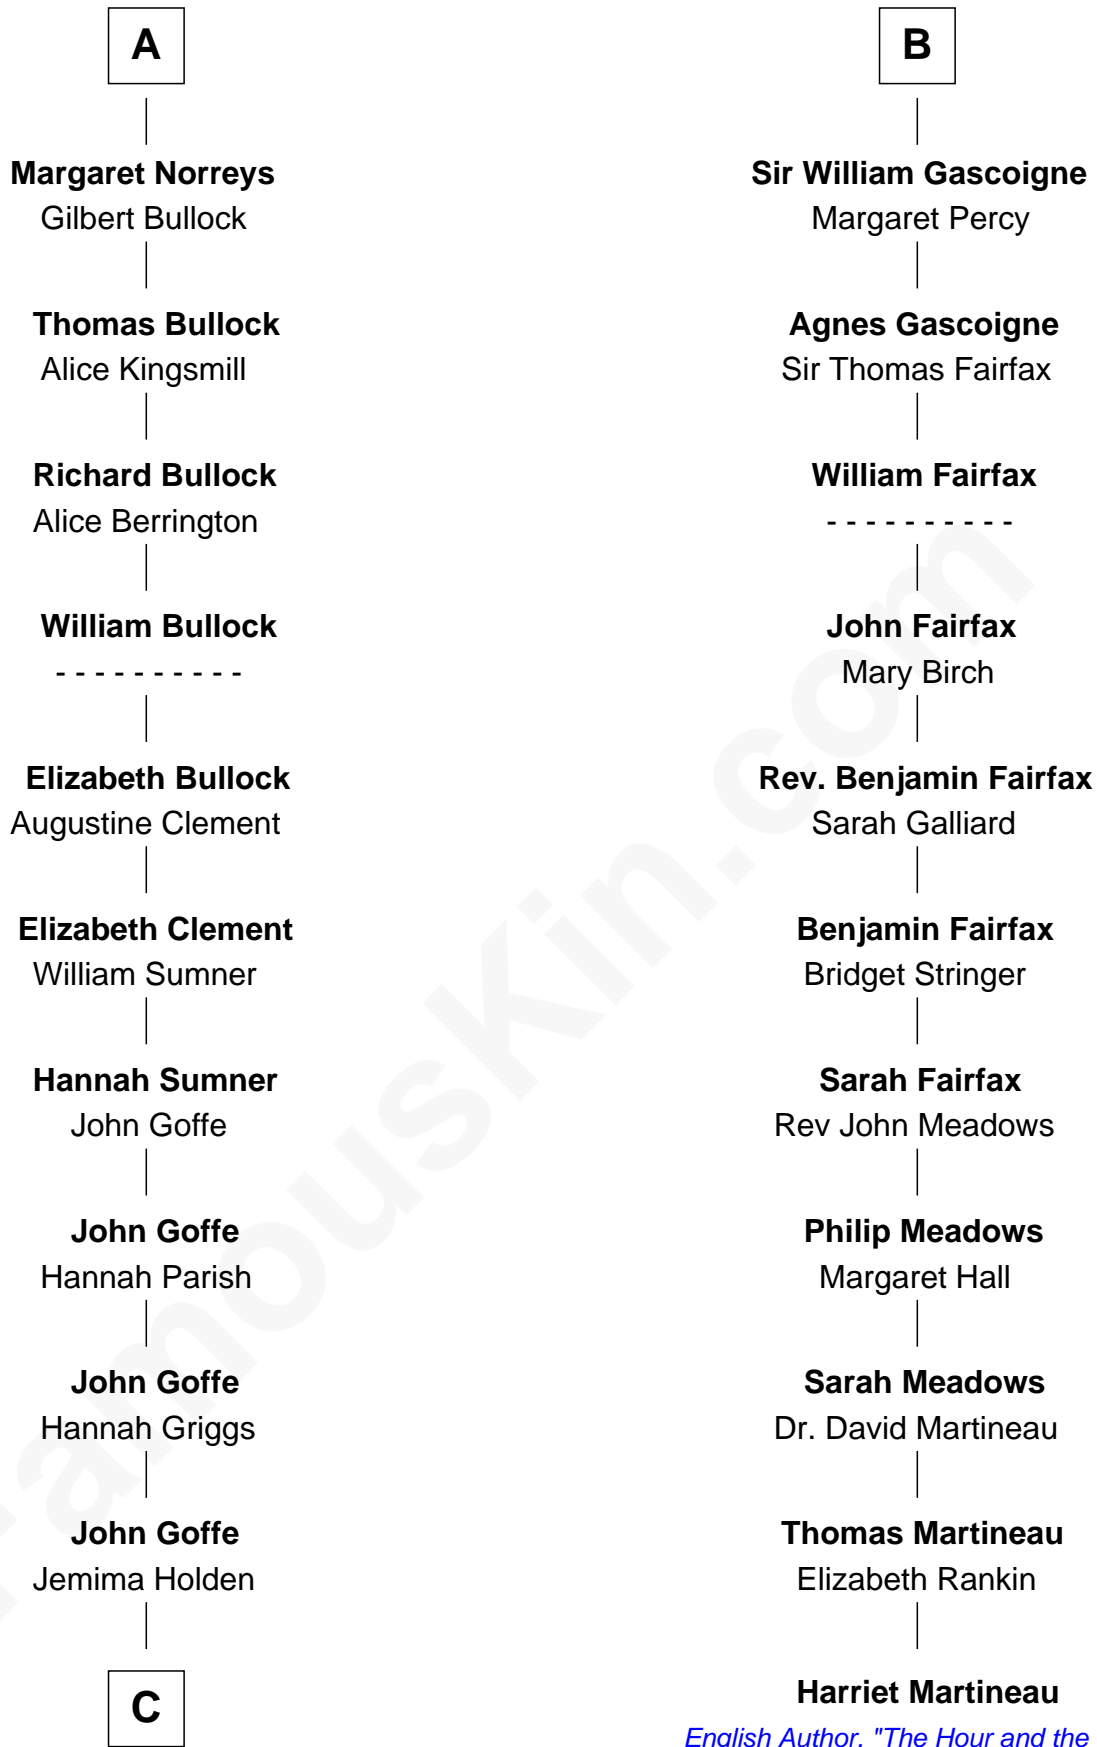 A
Margaret Norreys
Gilbert Bullock
Thomas Bullock
Alice Kingsmill
Richard Bullock
Alice Berrington
William Bullock
- - - - - - - - - -
Elizabeth Bullock
Augustine Clement
Elizabeth Clement
William Sumner
Hannah Sumner
John Goffe
John Goffe
Hannah Parish
John Goffe
Hannah Griggs
John Goffe
Jemima Holden
C
B
Sir William Gascoigne
Margaret Percy
Agnes Gascoigne
Sir Thomas Fairfax
William Fairfax
- - - - - - - - - -
John Fairfax
Mary Birch
Rev. Benjamin Fairfax
Sarah Galliard
Benjamin Fairfax
Bridget Stringer
Sarah Fairfax
Rev John Meadows
Philip Meadows
Margaret Hall
Sarah Meadows
Dr. David Martineau
Thomas Martineau
Elizabeth Rankin
Harriet Martineau
English Author. "The Hour and the
FamousKin.com